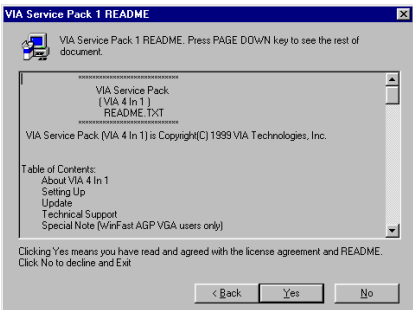 VIA Service Pack 1 README
VIA Service Pack 1 README. Press PAGE DOWN key to see the rest of
document.
VIA Service Pack
( VIA 4 In 1 )
README.TXT
VIA Service Pack (VIA 4 In 1) is Copyright(C) 1999 VIA Technologies, Inc.
Table of Contents:
About VIA 4 In 1
Setting Up
Update
Technical Support
Special Note (WinFast AGP VGA users only)
Clicking Yes means you have read and agreed with the license agreement and README.
Click No to decline and Exit
< Back
Yes
No